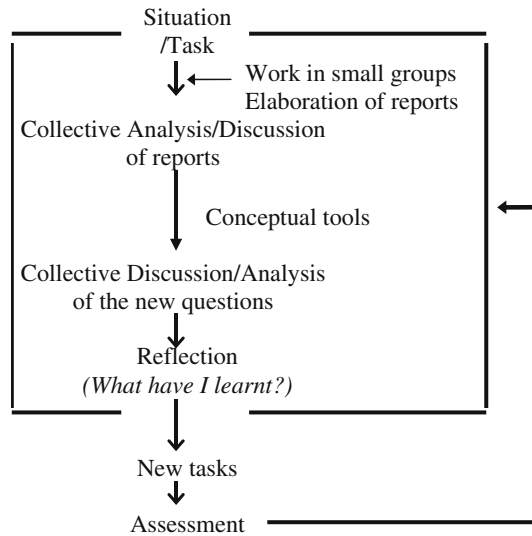 Situation
/Task
Work in small groups
Elaboration of reports
Collective Analysis/Discussion
of reports
Conceptual tools
Collective Discussion/Analysis
of the new questions
Reflection
(What have I learnt?)
New tasks
Assessment